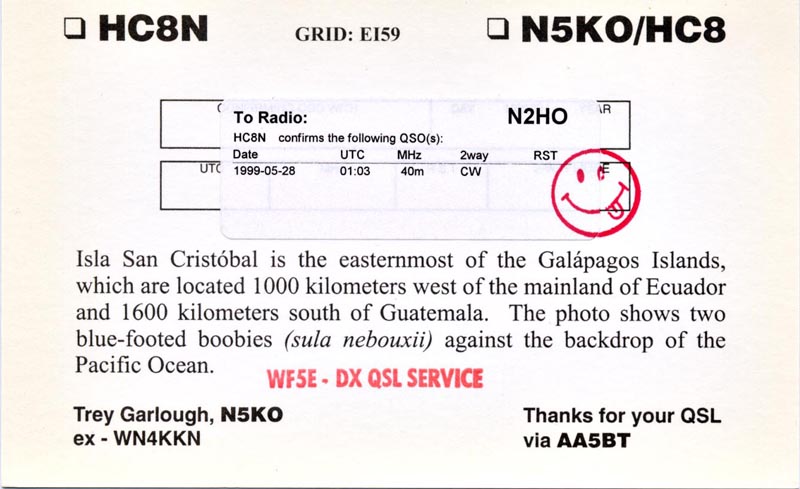 ❏ HC8N GRID: EI59 ❏ N5KO/HC8
To Radio: N2HO
HC8N confirms the following QSO(s):
Date UTC MHz 2way RST
1999-05-28 01:03 40m CW
UTC
Isla San Cristóbal is the easternmost of the Galápagos Islands,
which are located 1000 kilometers west of the mainland of Ecuador
and 1600 kilometers south of Guatemala. The photo shows two
blue-footed boobies (sula nebouxii) against the backdrop of the
Pacific Ocean.
WF5E - DX QSL SERVICE
Trey Garlough, N5KO Thanks for your QSL
ex - WN4KKN via AA5BT